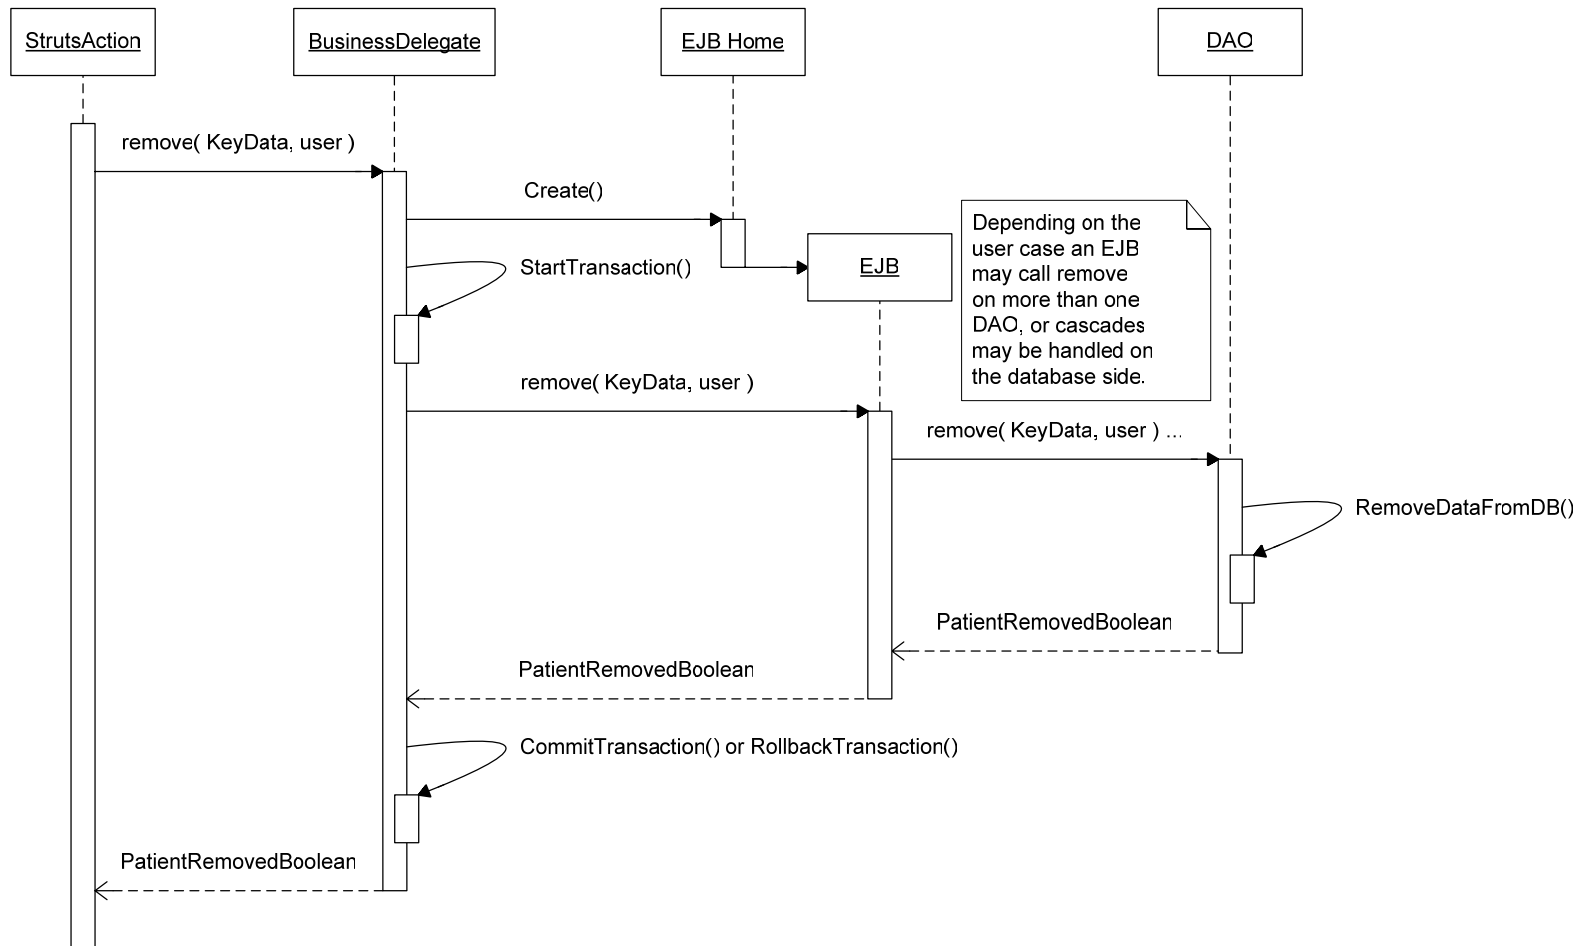 StrutsAction
BusinessDelegate
EJB Home
DAO
remove( KeyData, user )
Create()
Depending on the
user case an EJB
may call remove
on more than one
DAO, or cascades
may be handled on
the database side.
StartTransaction()
EJB
remove( KeyData, user )
remove( KeyData, user ) ...
RemoveDataFromDB()
PatientRemovedBoolean
PatientRemovedBoolean
CommitTransaction() or RollbackTransaction()
PatientRemovedBoolean